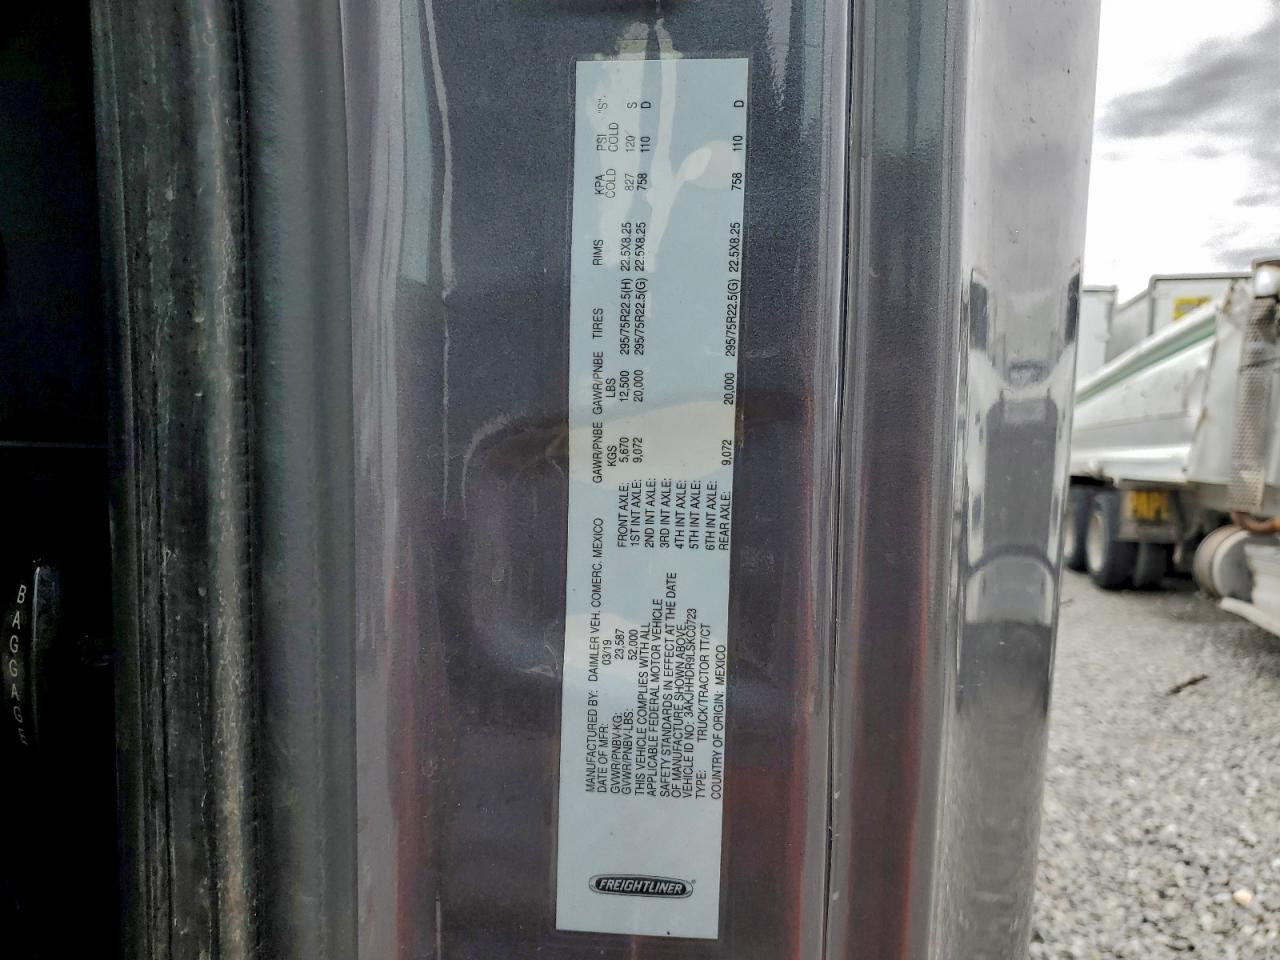 FREIGHTLINER
MANUFACTURED BY: DAIMLER VEH. COMERC. MEXICO
DATE OF MFR: 03/19
GVWR/PNBV-KG: 23,587
GVWR/PNBV-LBS: 52,000
THIS VEHICLE COMPLIES WITH ALL
APPLICABLE FEDERAL MOTOR VEHICLE
SAFETY STANDARDS IN EFFECT AT THE DATE
OF MANUFACTURE SHOWN ABOVE.
VEHICLE ID NO: 3AKJHHDR9LSKC0723
TYPE: TRUCK/TRACTOR TT/CT
COUNTRY OF ORIGIN: MEXICO
GAWR/PNBE GAWR/PNBE TIRES RIMS KPA PSI "S"
KGS LBS COLD COLD
FRONT AXLE: 5,670 12,500 295/75R22.5(H) 22.5X8.25 827 120 S
1ST INT AXLE: 9,072 20,000 295/75R22.5(G) 22.5X8.25 758 110 D
2ND INT AXLE:
3RD INT AXLE:
4TH INT AXLE:
5TH INT AXLE:
6TH INT AXLE:
REAR AXLE: 9,072 20,000 295/75R22.5(G) 22.5X8.25 758 110 D
BAGGAGE